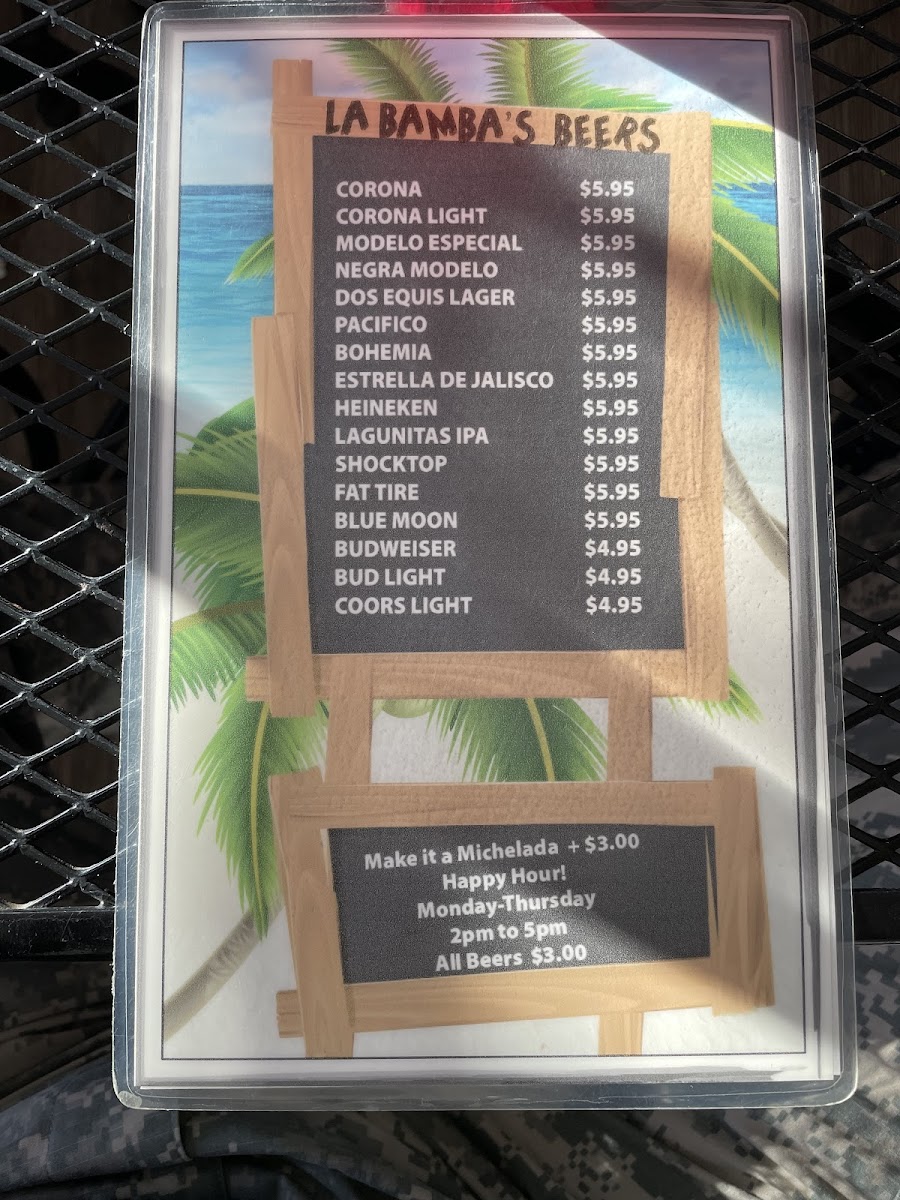 LA BAMBA'S BEERS
CORONA $5.95
CORONA LIGHT $5.95
MODELO ESPECIAL $5.95
NEGRA MODELO $5.95
DOS EQUIS LAGER $5.95
PACIFICO $5.95
BOHEMIA $5.95
ESTRELLA DE JALISCO $5.95
HEINEKEN $5.95
LAGUNITAS IPA $5.95
SHOCKTOP $5.95
FAT TIRE $5.95
BLUE MOON $5.95
BUDWEISER $4.95
BUD LIGHT $4.95
COORS LIGHT $4.95
Make it a Michelada + $3.00
Happy Hour!
Monday-Thursday
2pm to 5pm
All Beers $3.00